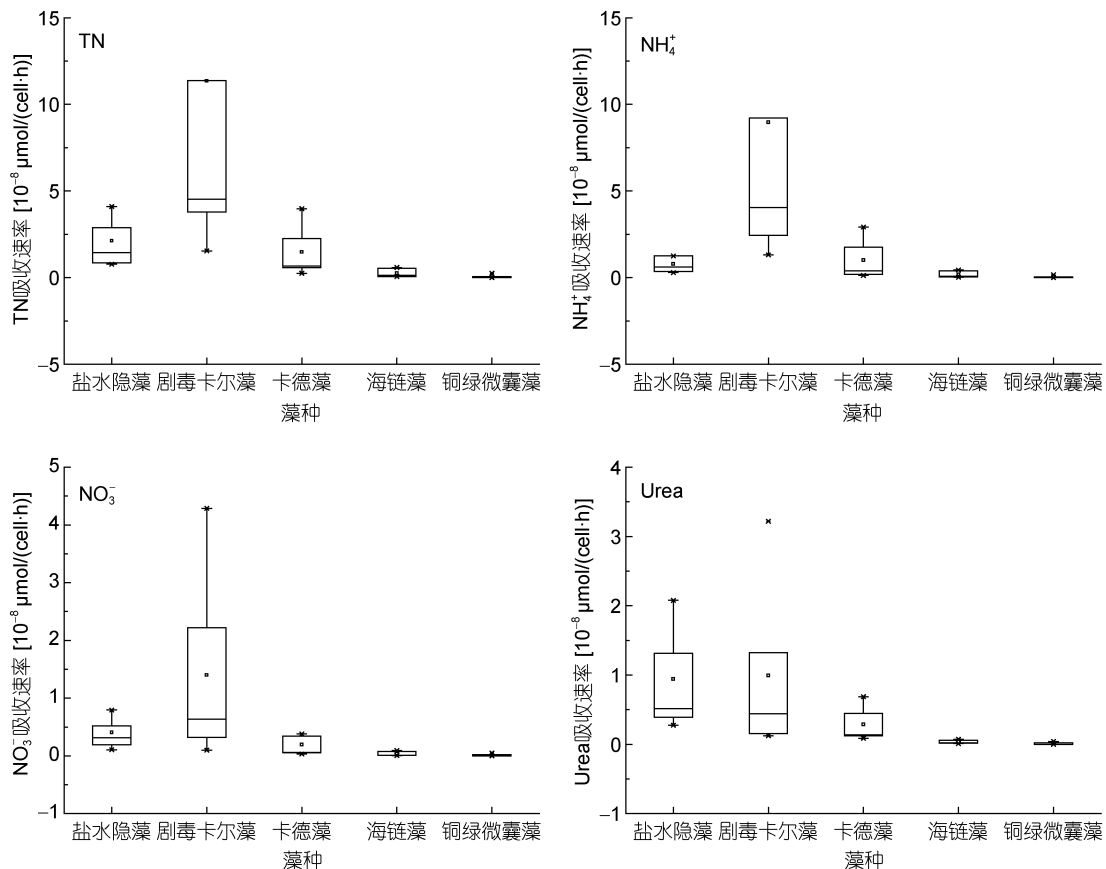 TN
TN吸收速率 [10⁻⁸ μmol/(cell·h)]
15
10
5
0
−5
盐水隐藻 剧毒卡尔藻 卡德藻 海链藻 铜绿微囊藻
藻种
NH₄⁺
NH₄⁺吸收速率 [10⁻⁸ μmol/(cell·h)]
15
10
5
0
−5
盐水隐藻 剧毒卡尔藻 卡德藻 海链藻 铜绿微囊藻
藻种
NO₃⁻
NO₃⁻吸收速率 [10⁻⁸ μmol/(cell·h)]
5
4
3
2
1
0
−1
盐水隐藻 剧毒卡尔藻 卡德藻 海链藻 铜绿微囊藻
藻种
Urea
Urea吸收速率 [10⁻⁸ μmol/(cell·h)]
4
3
2
1
0
−1
盐水隐藻 剧毒卡尔藻 卡德藻 海链藻 铜绿微囊藻
藻种